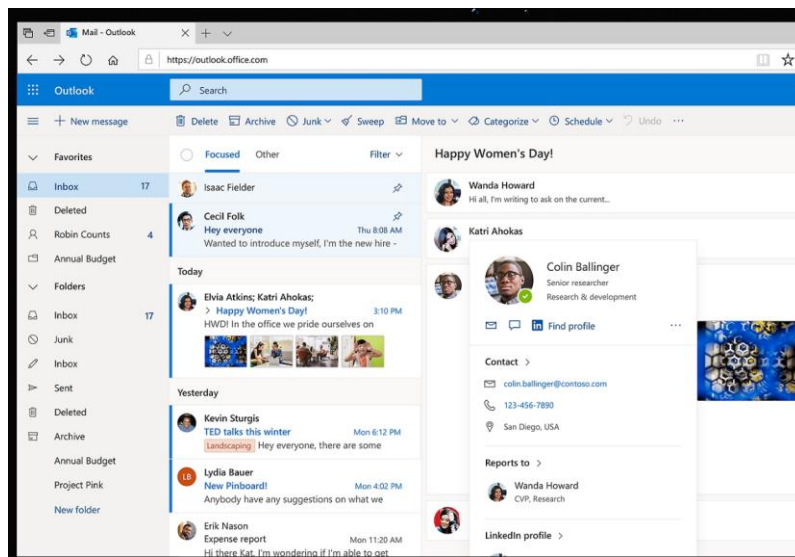 Mail - Outlook
https://outlook.office.com
Outlook
Search
New message
Delete
Archive
Junk
Sweep
Move to
Categorize
Schedule
Undo
Favorites
Inbox 17
Deleted
Robin Counts 4
Annual Budget
Folders
Inbox 17
Junk
Inbox
Sent
Deleted
Archive
Annual Budget
Project Pink
New folder
Focused Other Filter
Isaac Fielder
Cecil Folk
Hey everyone Thu 8:08 AM
Wanted to introduce myself, I'm the new hire -
Today
Elvia Atkins; Katri Ahokas;
> Happy Women's Day! 3:10 PM
HWD! In the office we pride ourselves on
Yesterday
Kevin Sturgis
TED talks this winter Mon 6:12 PM
Landscaping Hey everyone, there are some
LB
Lydia Bauer
New Pinboard! Mon 4:02 PM
Anybody have any suggestions on what we
Erik Nason
Expense report Mon 11:20 AM
Hi there Kat, I'm wondering if I'm able to get
Happy Women's Day!
Wanda Howard
Hi all, I'm writing to ask on the current...
Katri Ahokas
Colin Ballinger
Senior researcher
Research & development
in Find profile
Contact >
colin.ballinger@contoso.com
123-456-7890
San Diego, USA
Reports to >
Wanda Howard
CVP, Research
LinkedIn profile >